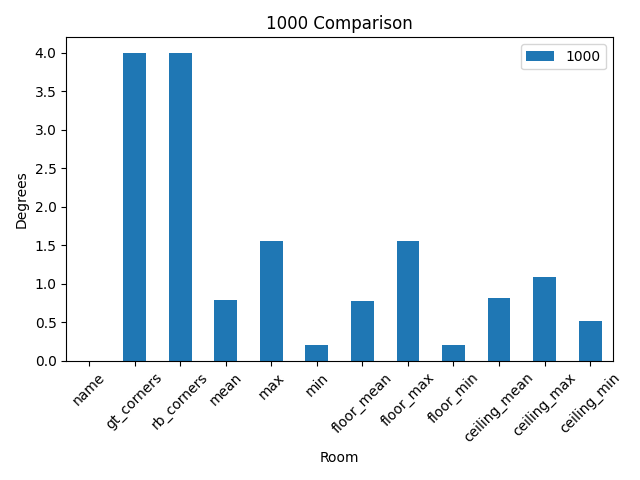 1000 Comparison
1000
Degrees
4.0
3.5
3.0
2.5
2.0
1.5
1.0
0.5
0.0
name
gt_corners
rb_corners
mean
max
min
floor_mean
floor_max
floor_min
ceiling_mean
ceiling_max
ceiling_min
Room